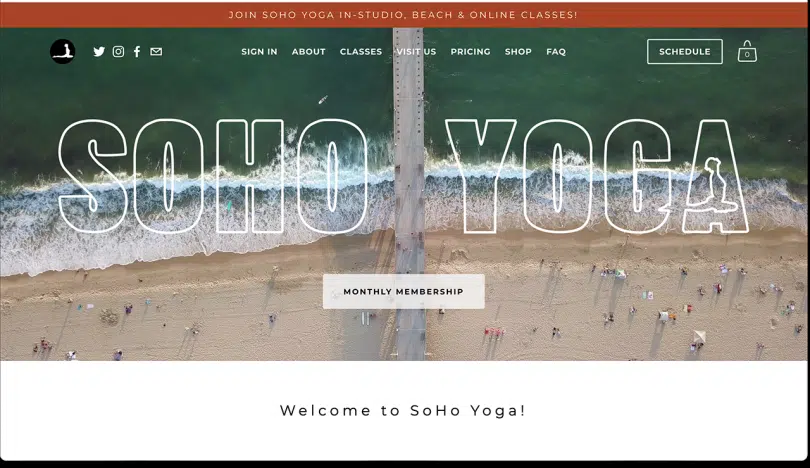 JOIN SOHO YOGA IN-STUDIO, BEACH & ONLINE CLASSES!
SIGN IN ABOUT CLASSES VISIT US PRICING SHOP FAQ SCHEDULE 0
SOHO YOGA
MONTHLY MEMBERSHIP
Welcome to SoHo Yoga!